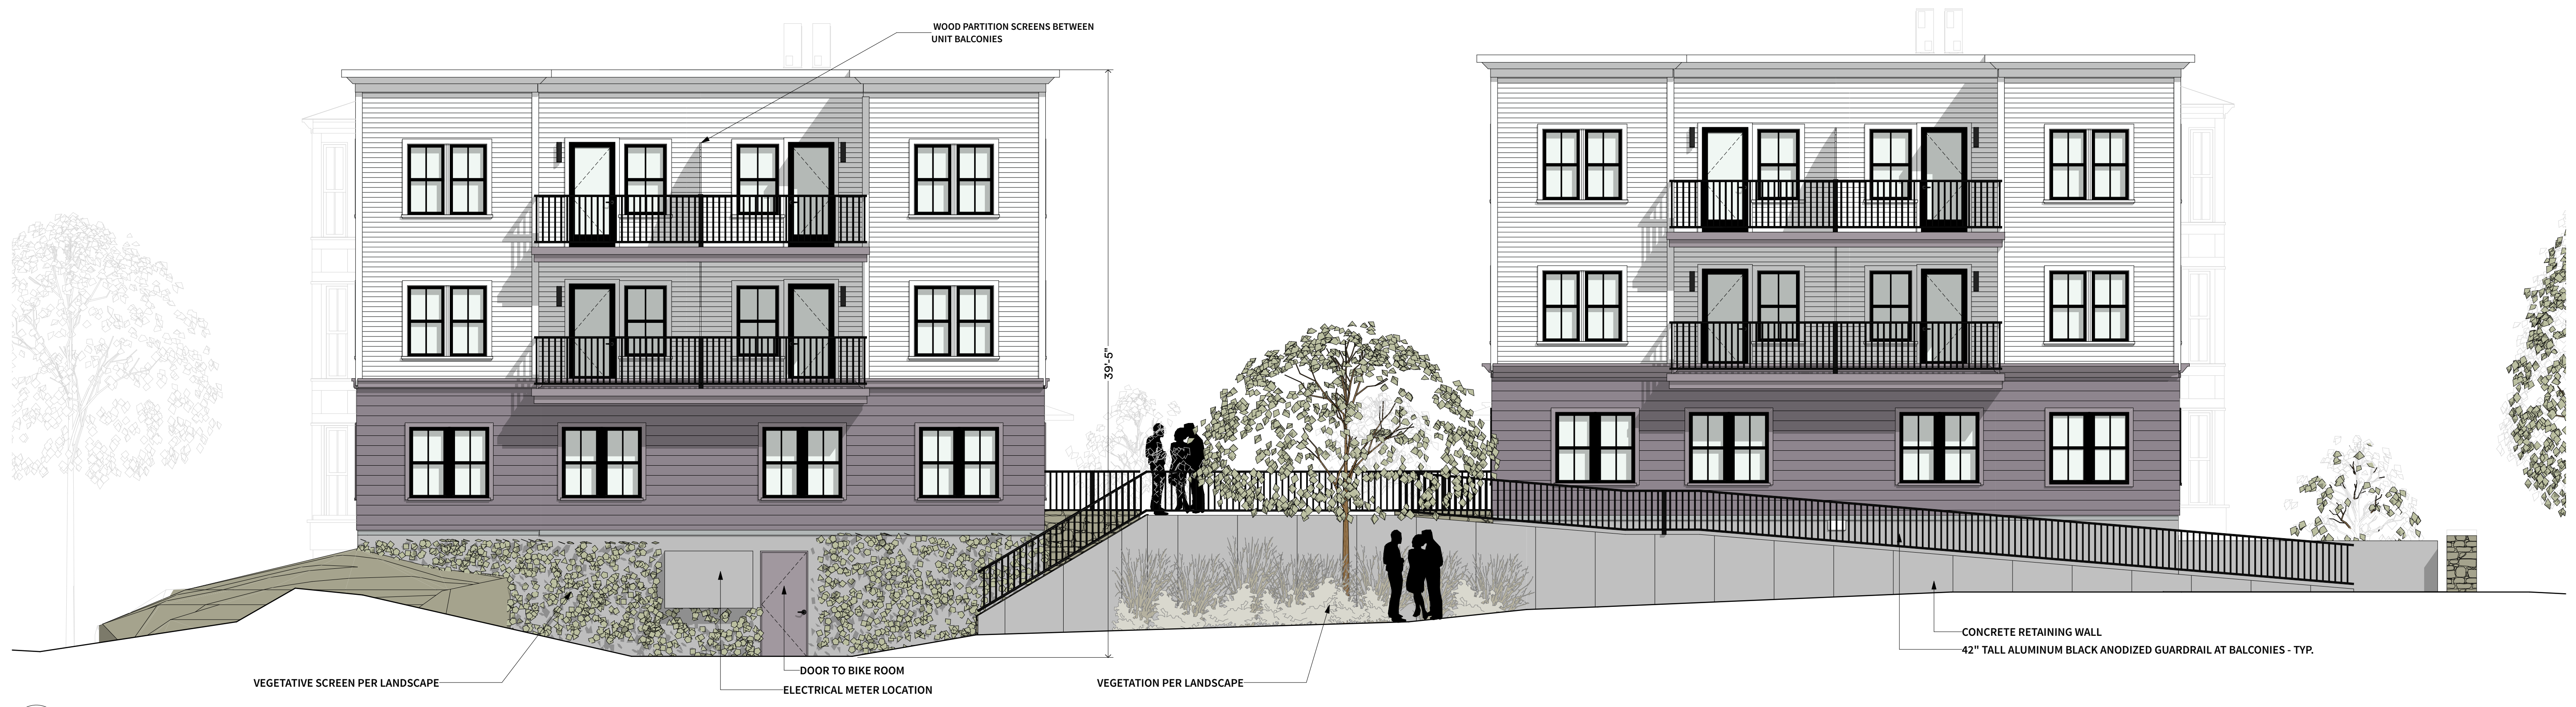 WOOD PARTITION SCREENS BETWEEN
UNIT BALCONIES
39'-5"
CONCRETE RETAINING WALL
42" TALL ALUMINUM BLACK ANODIZED GUARDRAIL AT BALCONIES - TYP.
DOOR TO BIKE ROOM
VEGETATIVE SCREEN PER LANDSCAPE
VEGETATION PER LANDSCAPE
ELECTRICAL METER LOCATION